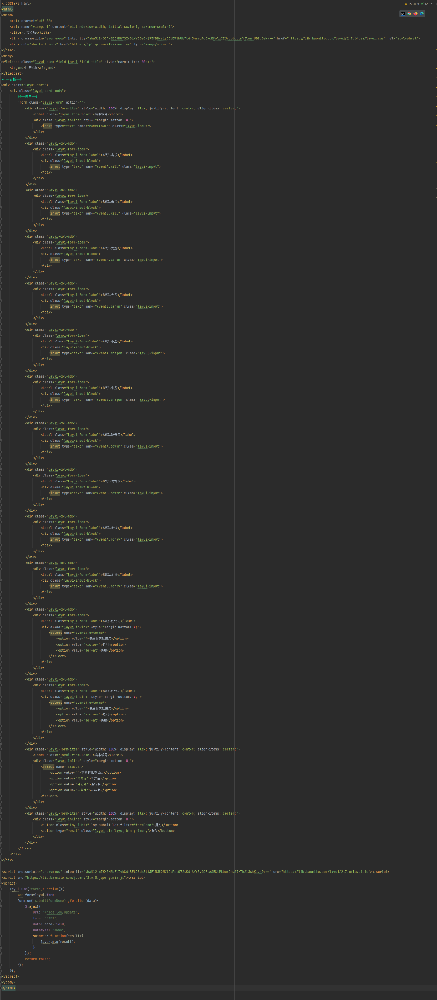 <!DOCTYPE html>
15 5 82
<html>
<head>
<meta charset="utf-8">
<meta name="viewport" content="width=device-width, initial-scale=1, maximum-scale=1">
<title>比赛添加</title>
<link crossorigin="anonymous" href="https://lib.baomitu.com/layui/2.7.6/css/layui.css" rel="stylesheet">
<link rel="shortcut icon" href="https://lpl.qq.com/favicon.ico" type="image/x-icon">
</head>
<body>
<fieldset class="layui-elem-field layui-field-title" style="margin-top: 20px;">
<legend>比赛添加</legend>
</fieldset>
<!--面板-->
<div class="layui-card">
<div class="layui-card-body">
<!--表单-->
<form class="layui-form" action="">
<div class="layui-form-item" style="width: 100%; display: flex; justify-content: center; align-items: center;">
<label class="layui-form-label">赛事编号</label>
<div class="layui-inline" style="margin-bottom: 0;">
<input type="text" name="raceFlowId" class="layui-input">
</div>
</div>
<div class="layui-col-md6">
<div class="layui-form-item">
<label class="layui-form-label">A战队击杀</label>
<div class="layui-input-block">
<input type="text" name="eventA.kill" class="layui-input">
</div>
</div>
</div>
<div class="layui-col-md6">
<div class="layui-form-item">
<label class="layui-form-label">B战队击杀</label>
<div class="layui-input-block">
<input type="text" name="eventB.kill" class="layui-input">
</div>
</div>
</div>
<div class="layui-col-md6">
<div class="layui-form-item">
<label class="layui-form-label">A战队大龙</label>
<div class="layui-input-block">
<input type="text" name="eventA.baron" class="layui-input">
</div>
</div>
</div>
<div class="layui-col-md6">
<div class="layui-form-item">
<label class="layui-form-label">B战队大龙</label>
<div class="layui-input-block">
<input type="text" name="eventB.baron" class="layui-input">
</div>
</div>
</div>
<div class="layui-col-md6">
<div class="layui-form-item">
<label class="layui-form-label">A战队小龙</label>
<div class="layui-input-block">
<input type="text" name="eventA.dragon" class="layui-input">
</div>
</div>
</div>
<div class="layui-col-md6">
<div class="layui-form-item">
<label class="layui-form-label">B战队小龙</label>
<div class="layui-input-block">
<input type="text" name="eventB.dragon" class="layui-input">
</div>
</div>
</div>
<div class="layui-col-md6">
<div class="layui-form-item">
<label class="layui-form-label">A战队防御塔</label>
<div class="layui-input-block">
<input type="text" name="eventA.tower" class="layui-input">
</div>
</div>
</div>
<div class="layui-col-md6">
<div class="layui-form-item">
<label class="layui-form-label">B战队防御塔</label>
<div class="layui-input-block">
<input type="text" name="eventB.tower" class="layui-input">
</div>
</div>
</div>
<div class="layui-col-md6">
<div class="layui-form-item">
<label class="layui-form-label">A战队金钱</label>
<div class="layui-input-block">
<input type="text" name="eventA.money" class="layui-input">
</div>
</div>
</div>
<div class="layui-col-md6">
<div class="layui-form-item">
<label class="layui-form-label">B战队金钱</label>
<div class="layui-input-block">
<input type="text" name="eventB.money" class="layui-input">
</div>
</div>
</div>
<div class="layui-col-md6">
<div class="layui-form-item">
<label class="layui-form-label">A队获胜情况</label>
<div class="layui-inline" style="margin-bottom: 0;">
<select name="eventA.outcome">
<option value="">请选择获胜情况</option>
<option value="victory">胜利</option>
<option value="defeat">失败</option>
</select>
</div>
</div>
</div>
<div class="layui-col-md6">
<div class="layui-form-item">
<label class="layui-form-label">B队获胜情况</label>
<div class="layui-inline" style="margin-bottom: 0;">
<select name="eventB.outcome">
<option value="">请选择获胜情况</option>
<option value="victory">胜利</option>
<option value="defeat">失败</option>
</select>
</div>
</div>
</div>
<div class="layui-form-item" style="width: 100%; display: flex; justify-content: center; align-items: center;">
<label class="layui-form-label">赛事编号</label>
<div class="layui-inline" style="margin-bottom: 0;">
<select name="status">
<option value="">请选择比赛状态</option>
<option value="未开始">未开始</option>
<option value="进行中">进行中</option>
<option value="已结束">已结束</option>
</select>
</div>
</div>
<div class="layui-form-item" style="width: 100%; display: flex; justify-content: center; align-items: center;">
<div class="layui-inline" style="margin-bottom: 0;">
<button class="layui-btn" lay-submit lay-filter="formDemo">提交</button>
<button type="reset" class="layui-btn layui-btn-primary">重置</button>
</div>
</div>
</form>
</div>
</div>
<script crossorigin="anonymous" src="https://lib.baomitu.com/layui/2.7.6/layui.js"></script>
<script src="https://lib.baomitu.com/jquery/3.6.0/jquery.min.js"></script>
<script>
layui.use('form',function(){
var form=layui.form;
form.on('submit(formDemo)',function(data){
$.ajax({
url: "/raceflow/update",
type: "POST",
data: data.field,
datatype: "JSON",
success: function(result){
layer.msg(result);
}
});
return false;
});
});
</script>
</body>
</html>